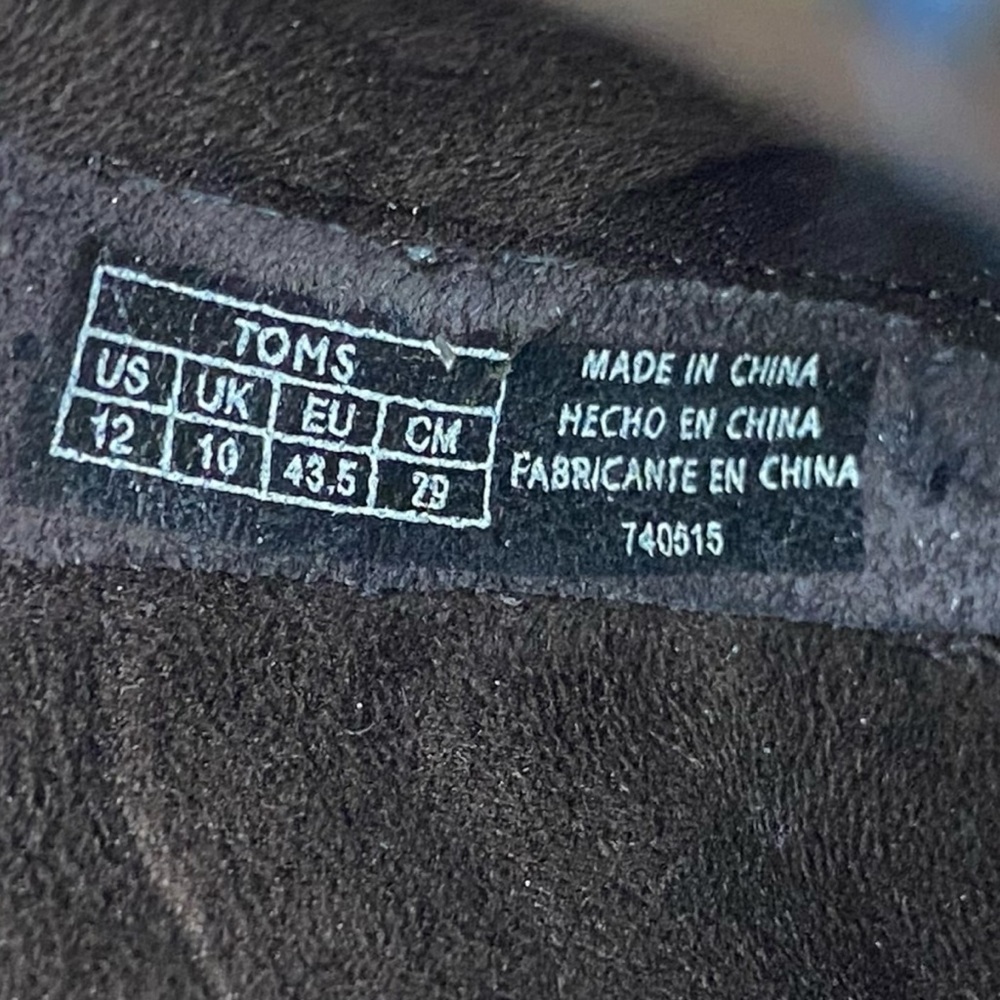 TOMS
US UK EU CM
12 10 43.5 29
MADE IN CHINA
HECHO EN CHINA
FABRICANTE EN CHINA
740515